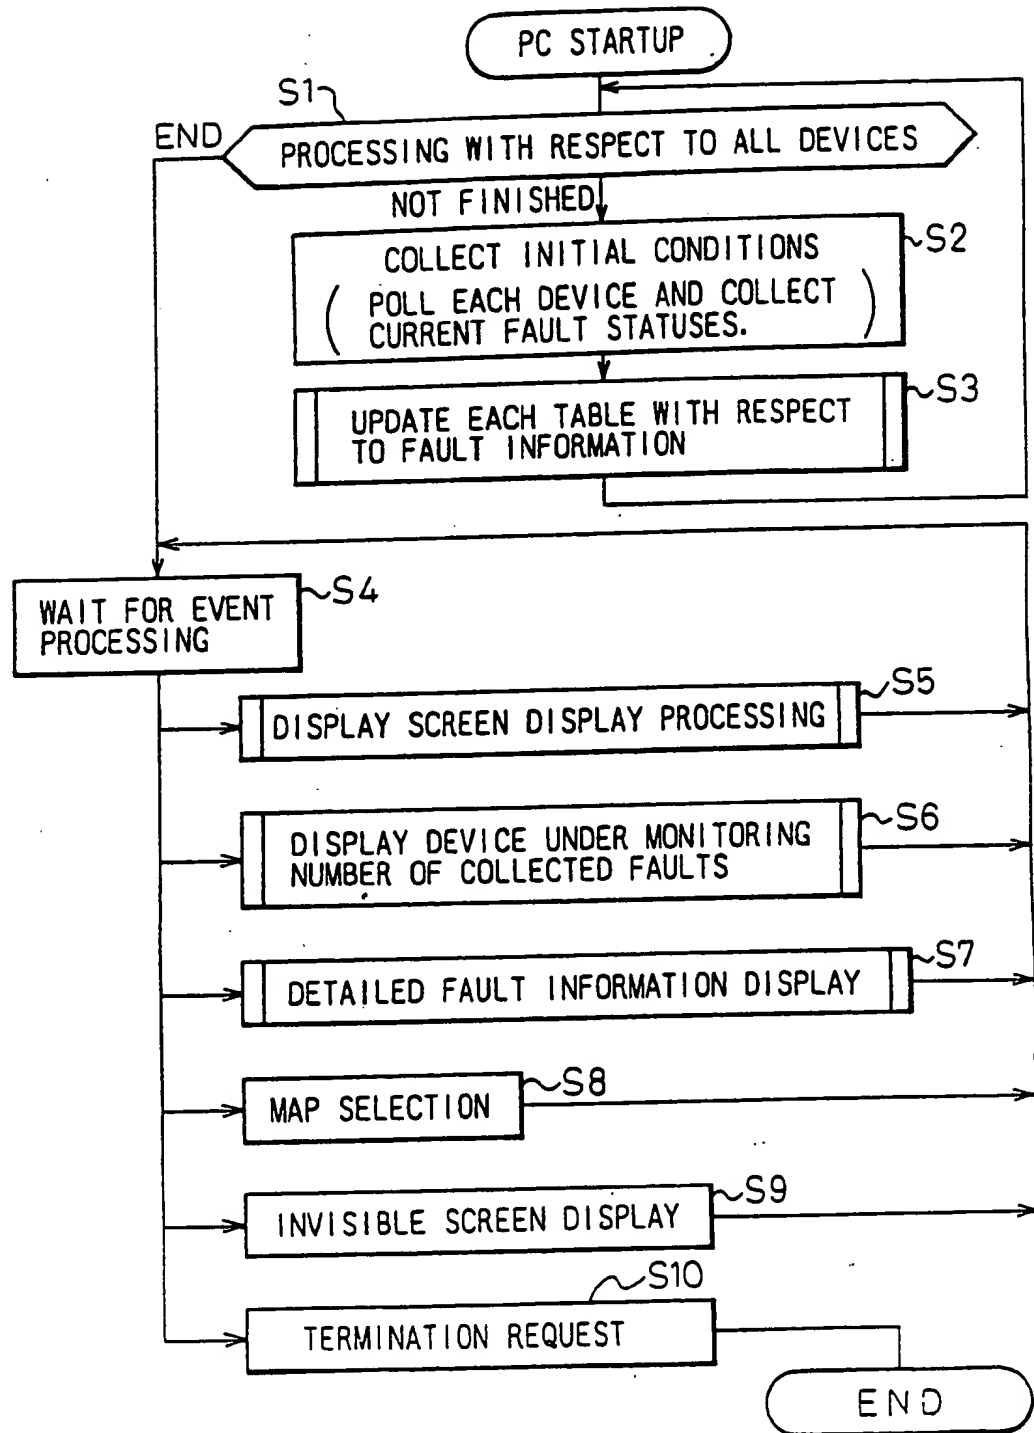 PC STARTUP
S1
END
PROCESSING WITH RESPECT TO ALL DEVICES
NOT FINISHED
S2
COLLECT INITIAL CONDITIONS
( POLL EACH DEVICE AND COLLECT
CURRENT FAULT STATUSES. )
S3
UPDATE EACH TABLE WITH RESPECT
TO FAULT INFORMATION
S4
WAIT FOR EVENT
PROCESSING
S5
DISPLAY SCREEN DISPLAY PROCESSING
S6
DISPLAY DEVICE UNDER MONITORING
NUMBER OF COLLECTED FAULTS
S7
DETAILED FAULT INFORMATION DISPLAY
S8
MAP SELECTION
S9
INVISIBLE SCREEN DISPLAY
S10
TERMINATION REQUEST
END